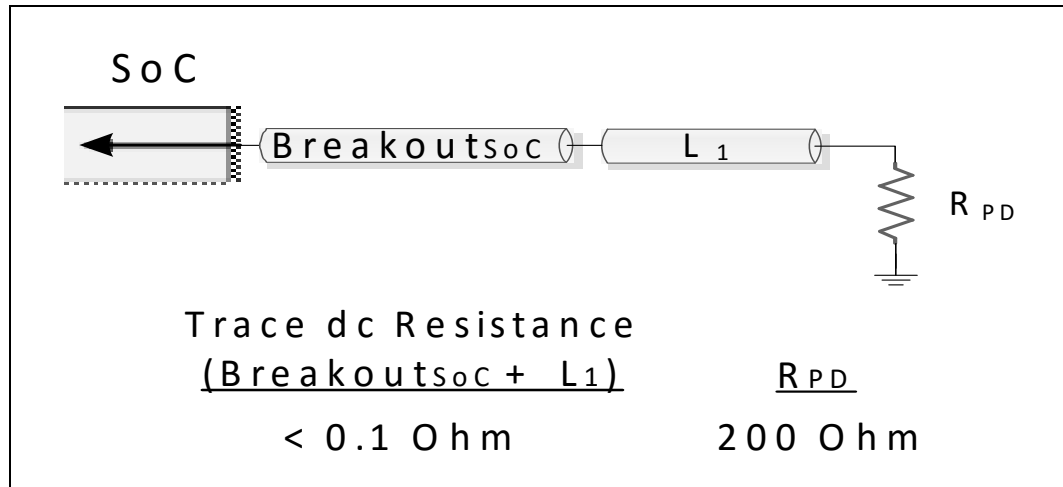 SoC
BreakoutSoC
L1
RPD
Trace dc Resistance
(BreakoutSoC + L1)
RPD
< 0.1 Ohm
200 Ohm